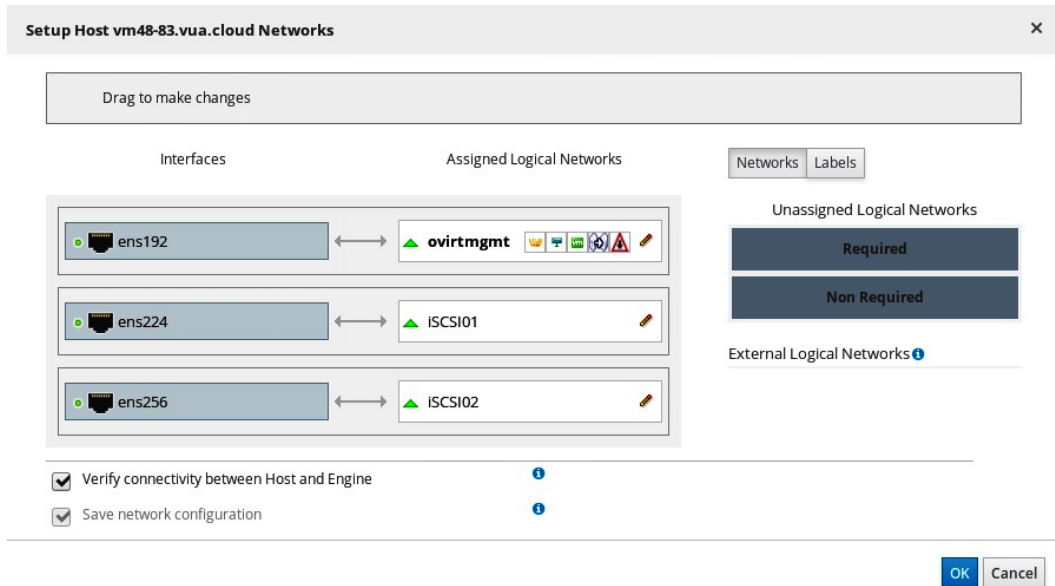 Setup Host vm48-83.vua.cloud Networks
×
Drag to make changes
Interfaces
Assigned Logical Networks
Networks
Labels
Unassigned Logical Networks
Required
Non Required
External Logical Networks
ens192
ovirtmgmt
vm
ens224
iSCSI01
ens256
iSCSI02
Verify connectivity between Host and Engine
Save network configuration
OK
Cancel